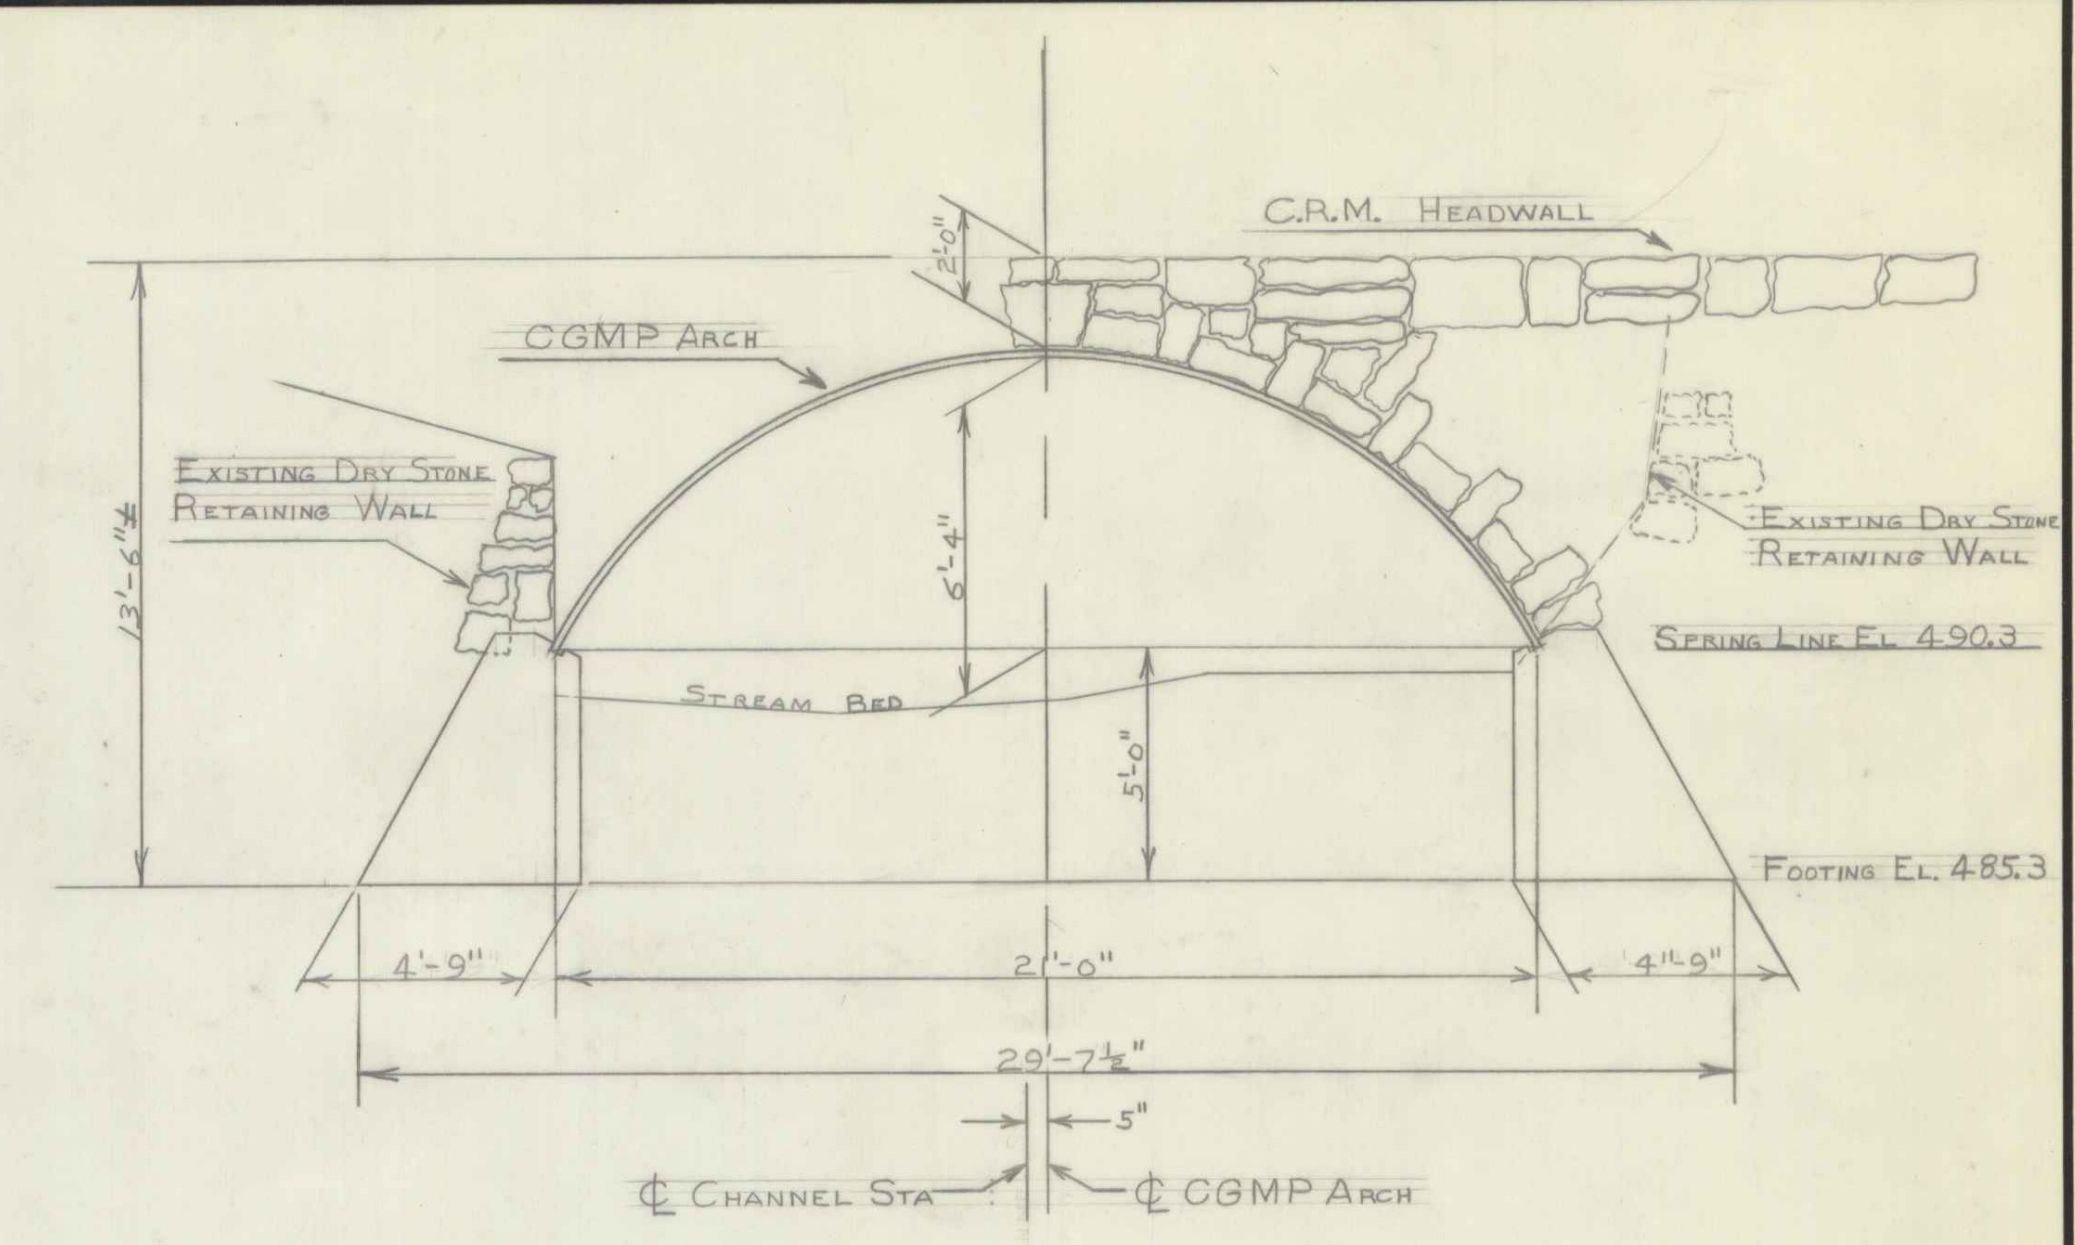 C.R.M. HEADWALL
2'-0"
CGMP ARCH
EXISTING DRY STONE
RETAINING WALL
13'-6"±
6'-4"
EXISTING DRY STONE
RETAINING WALL
SPRING LINE EL 490.3
STREAM BED
5'-0"
FOOTING EL. 485.3
4'-9"
21'-0"
4'-9"
29'-7½"
5"
℄ CHANNEL STA
℄ CGMP ARCH